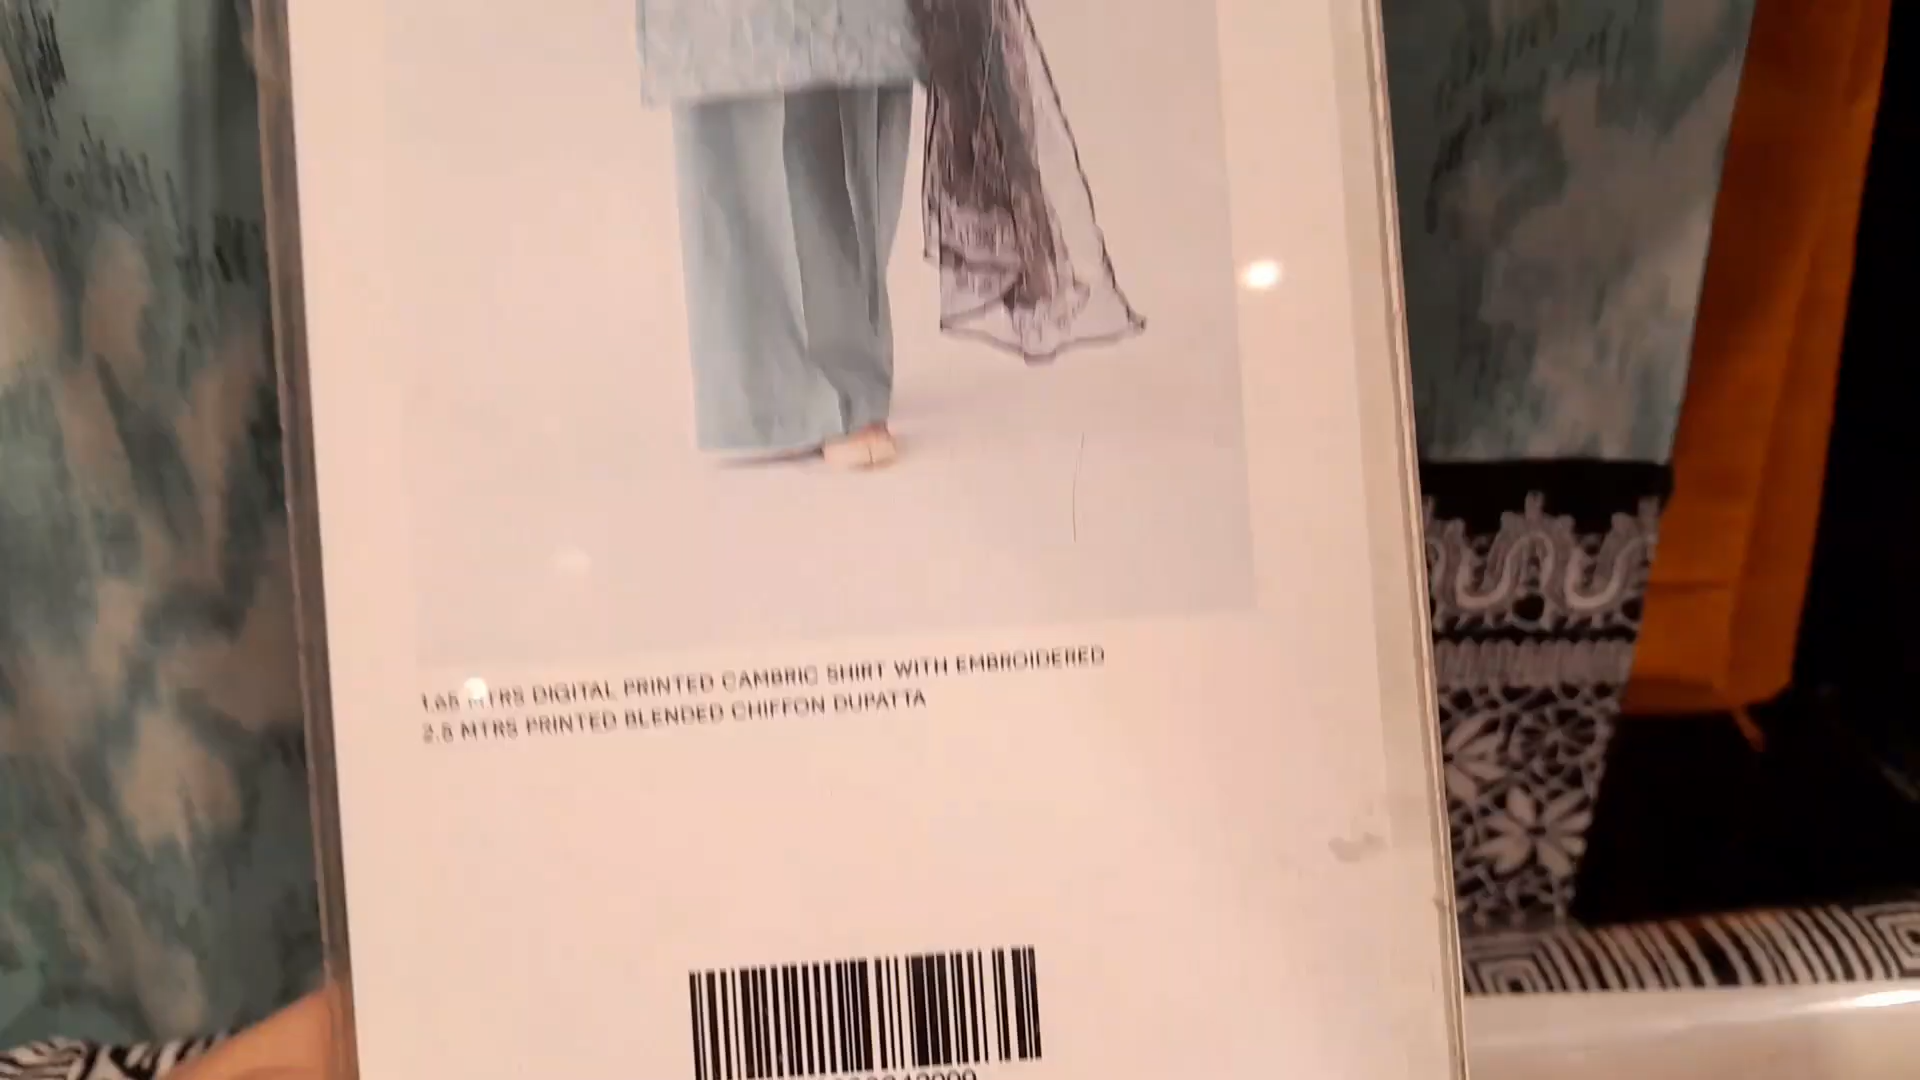 1.65 MTRS DIGITAL PRINTED CAMBRIC SHIRT WITH EMBROIDERED
2.5 MTRS PRINTED BLENDED CHIFFON DUPATTA